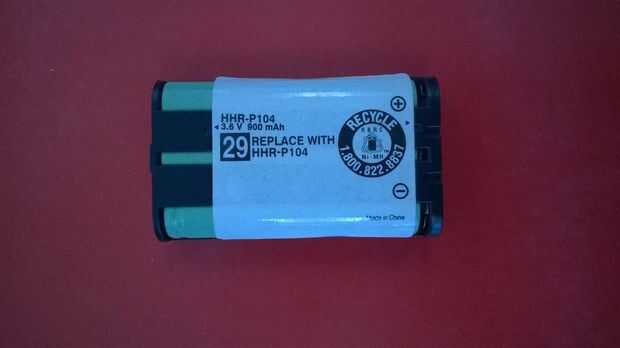 HHR-P104
3.6 V 900 mAh
29 REPLACE WITH
HHR-P104
+
RECYCLE
RBRC
Ni-MH
1.800.822.8837
−
Made in China